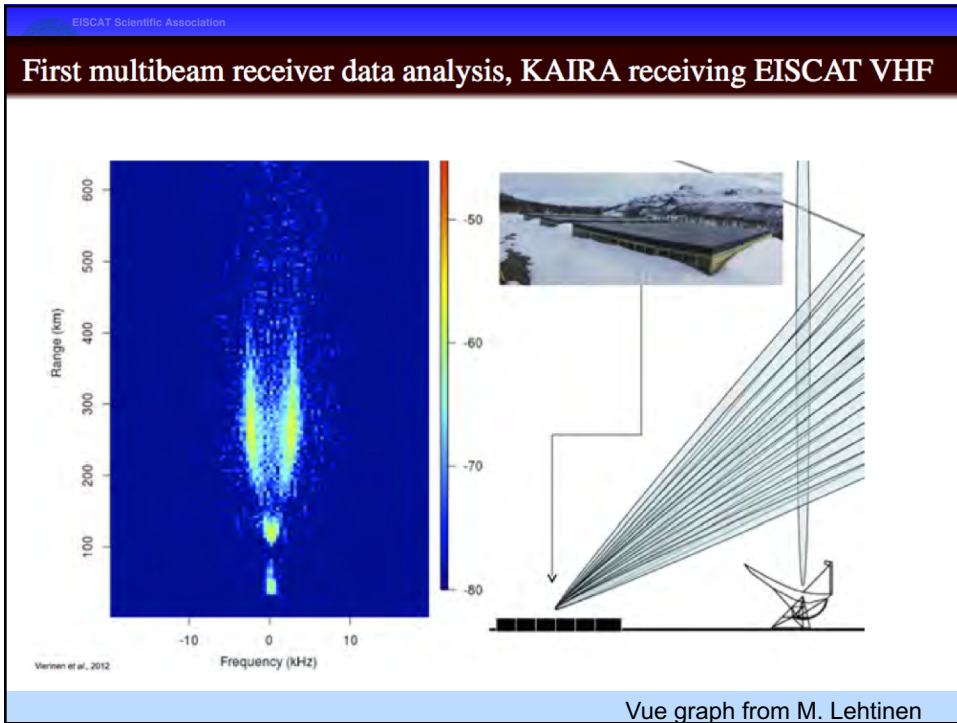 EISCAT Scientific Association
First multibeam receiver data analysis, KAIRA receiving EISCAT VHF
600
500
400
300
200
100
Range (km)
-10 0 10
Frequency (kHz)
-50
-60
-70
-80
Vierinen et al., 2012
Vue graph from M. Lehtinen